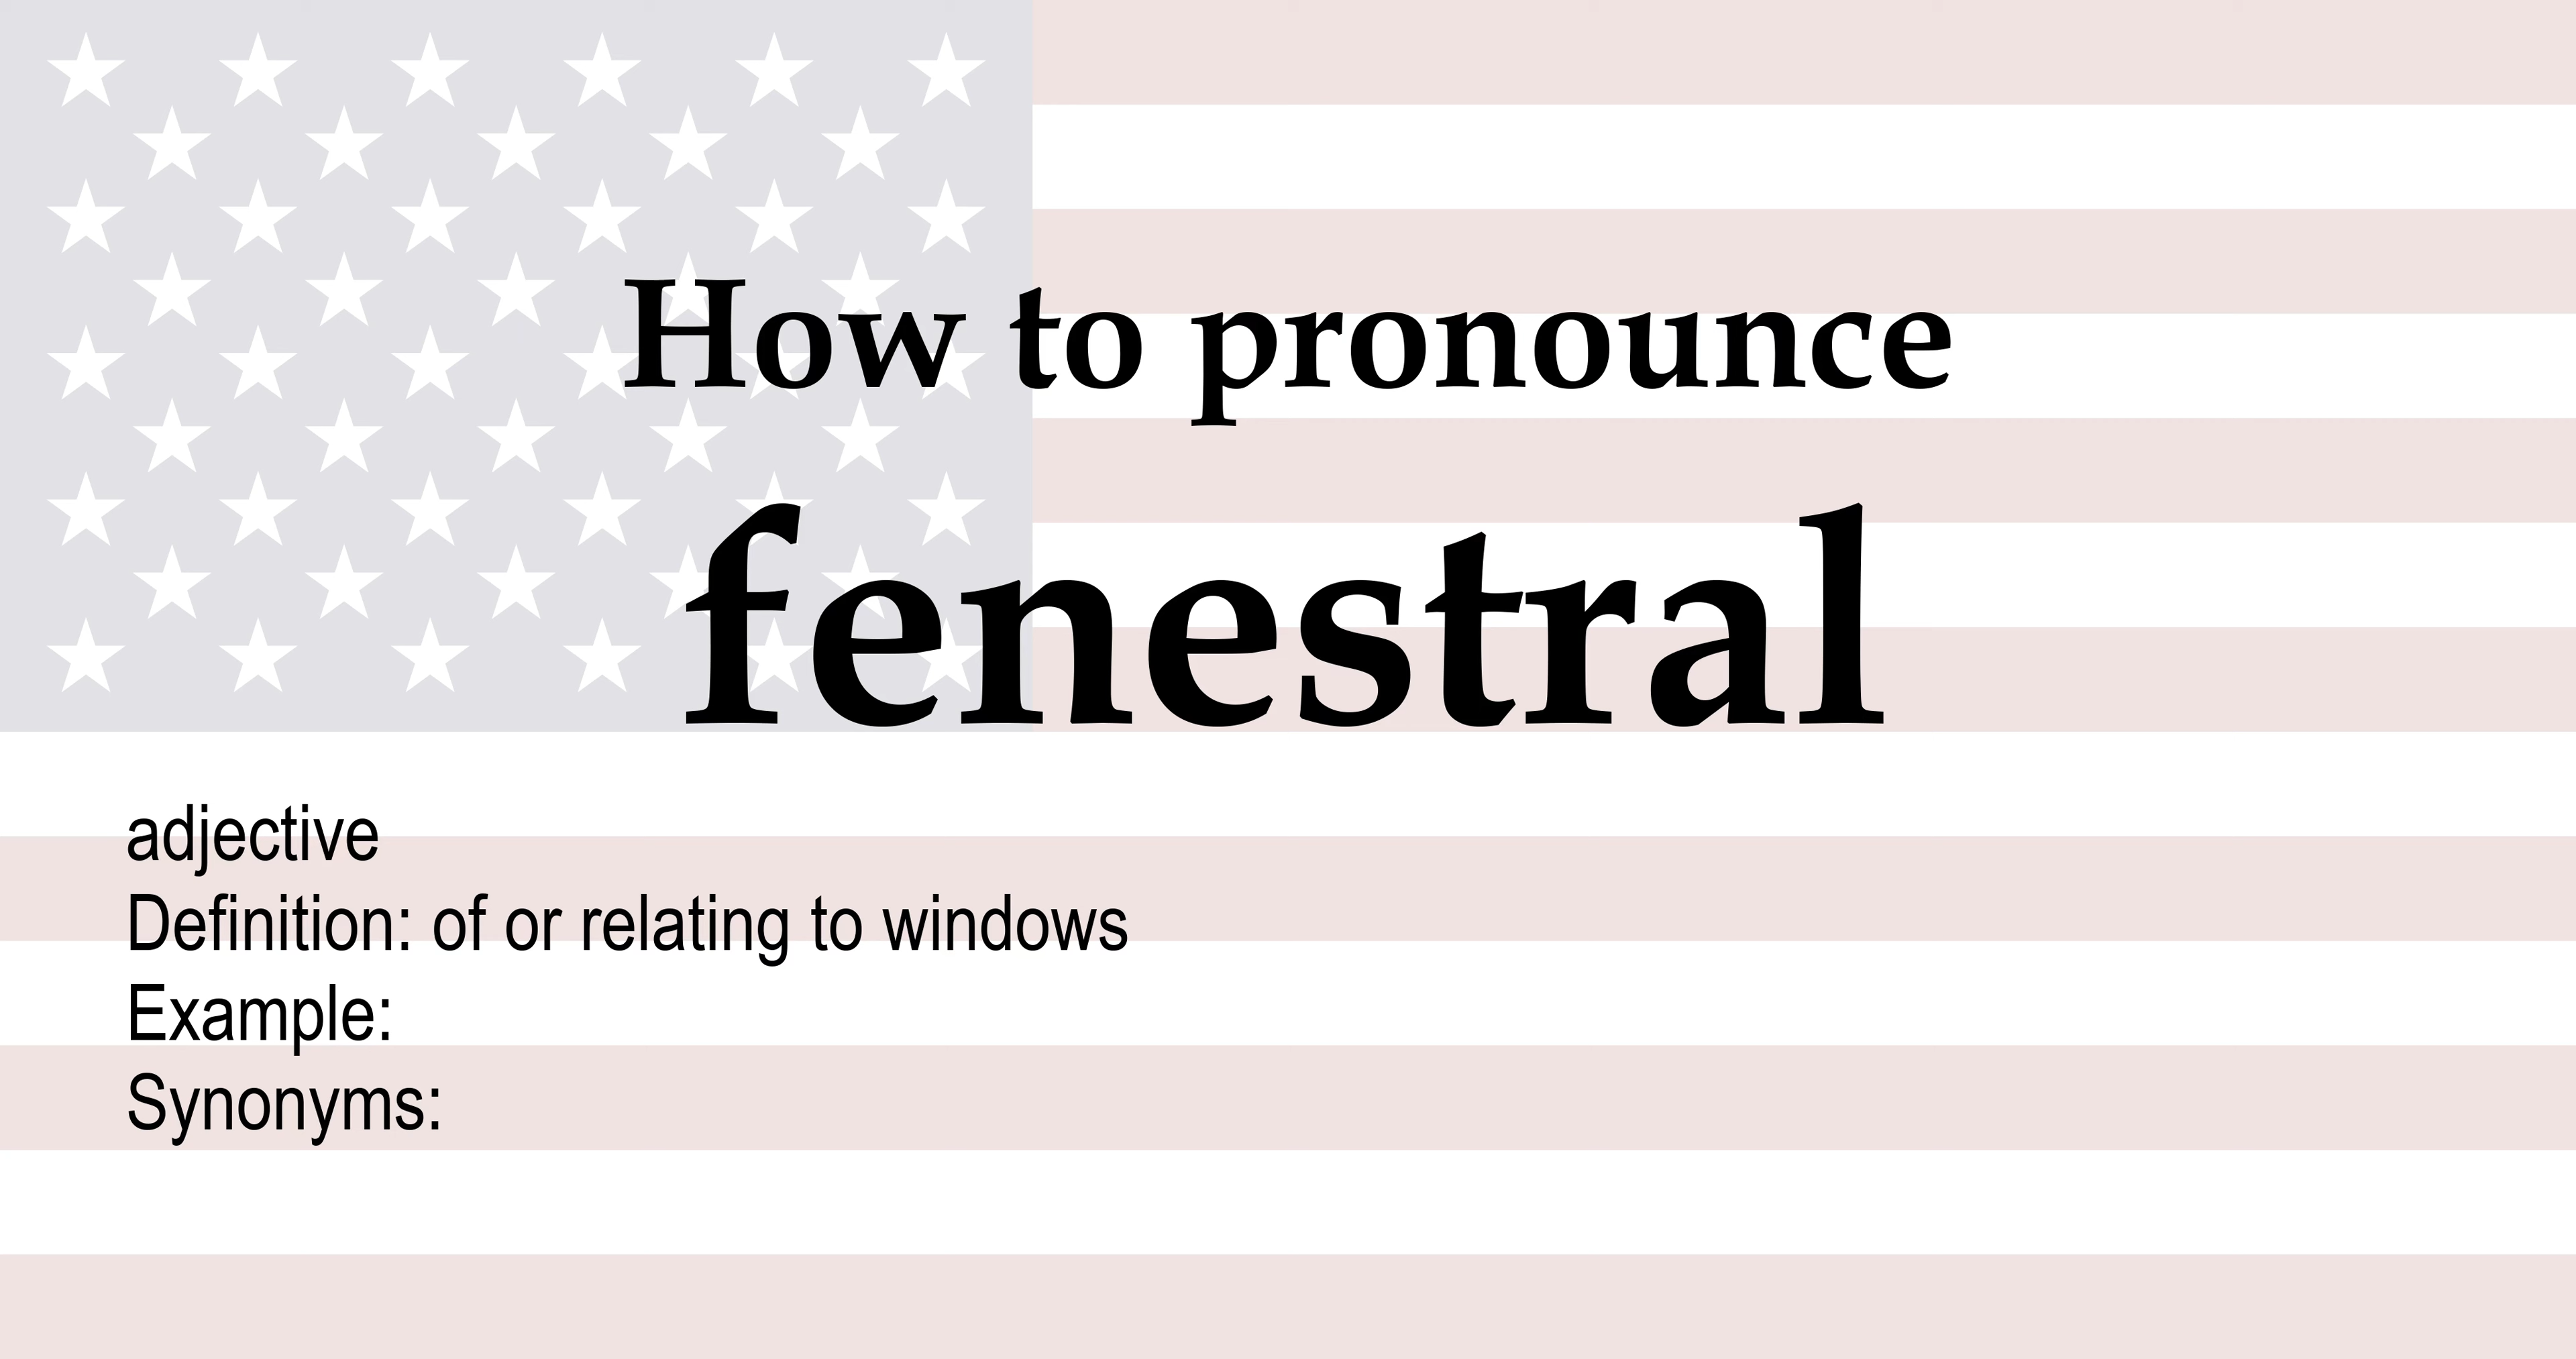 How to pronounce
fenestral
adjective
Definition: of or relating to windows
Example:
Synonyms: